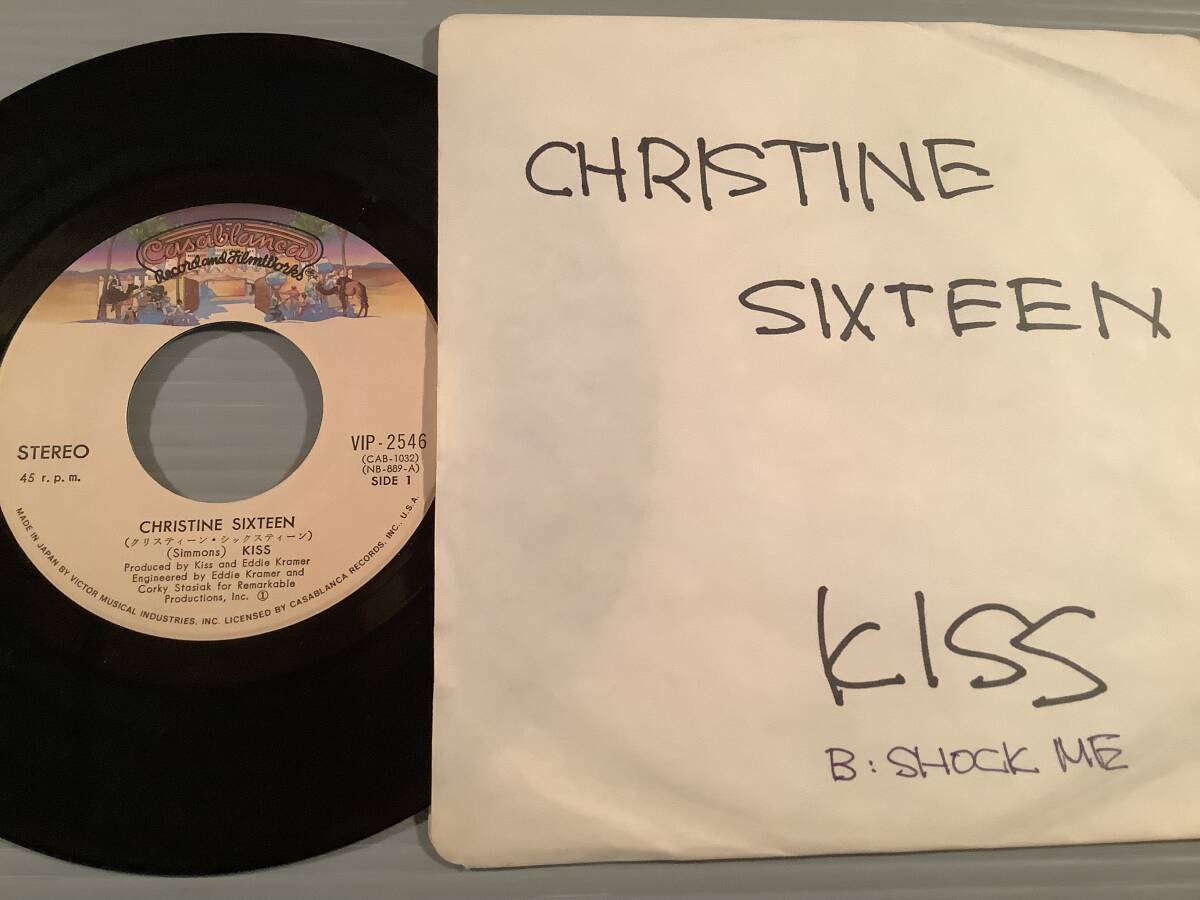 Casablanca
Record and FilmWorks
STEREO
45 r.p.m.
VIP-2546
(CAB-1032)
(NB-889-A)
SIDE 1
CHRISTINE SIXTEEN
(クリスティーン・シックスティーン)
(Simmons) KISS
Produced by Kiss and Eddie Kramer
Engineered by Eddie Kramer and
Corky Stasiak for Remarkable
Productions, Inc. ①
MADE IN JAPAN BY VICTOR MUSICAL INDUSTRIES, INC. LICENSED BY CASABLANCA RECORDS, INC., U.S.A.
CHRISTINE
SIXTEEN
KISS
B: SHOCK ME